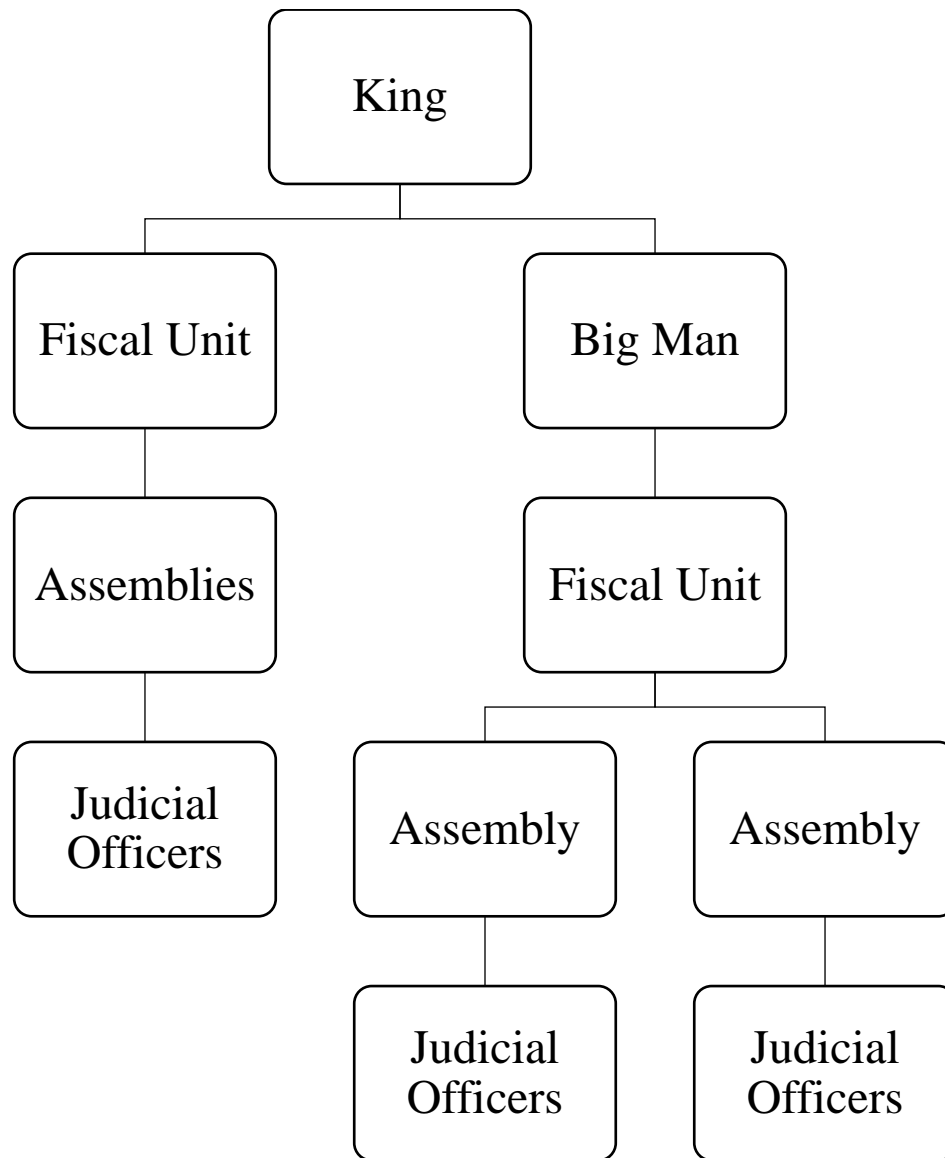 King
Fiscal Unit
Big Man
Assemblies
Fiscal Unit
Judicial
Officers
Assembly
Assembly
Judicial
Officers
Judicial
Officers